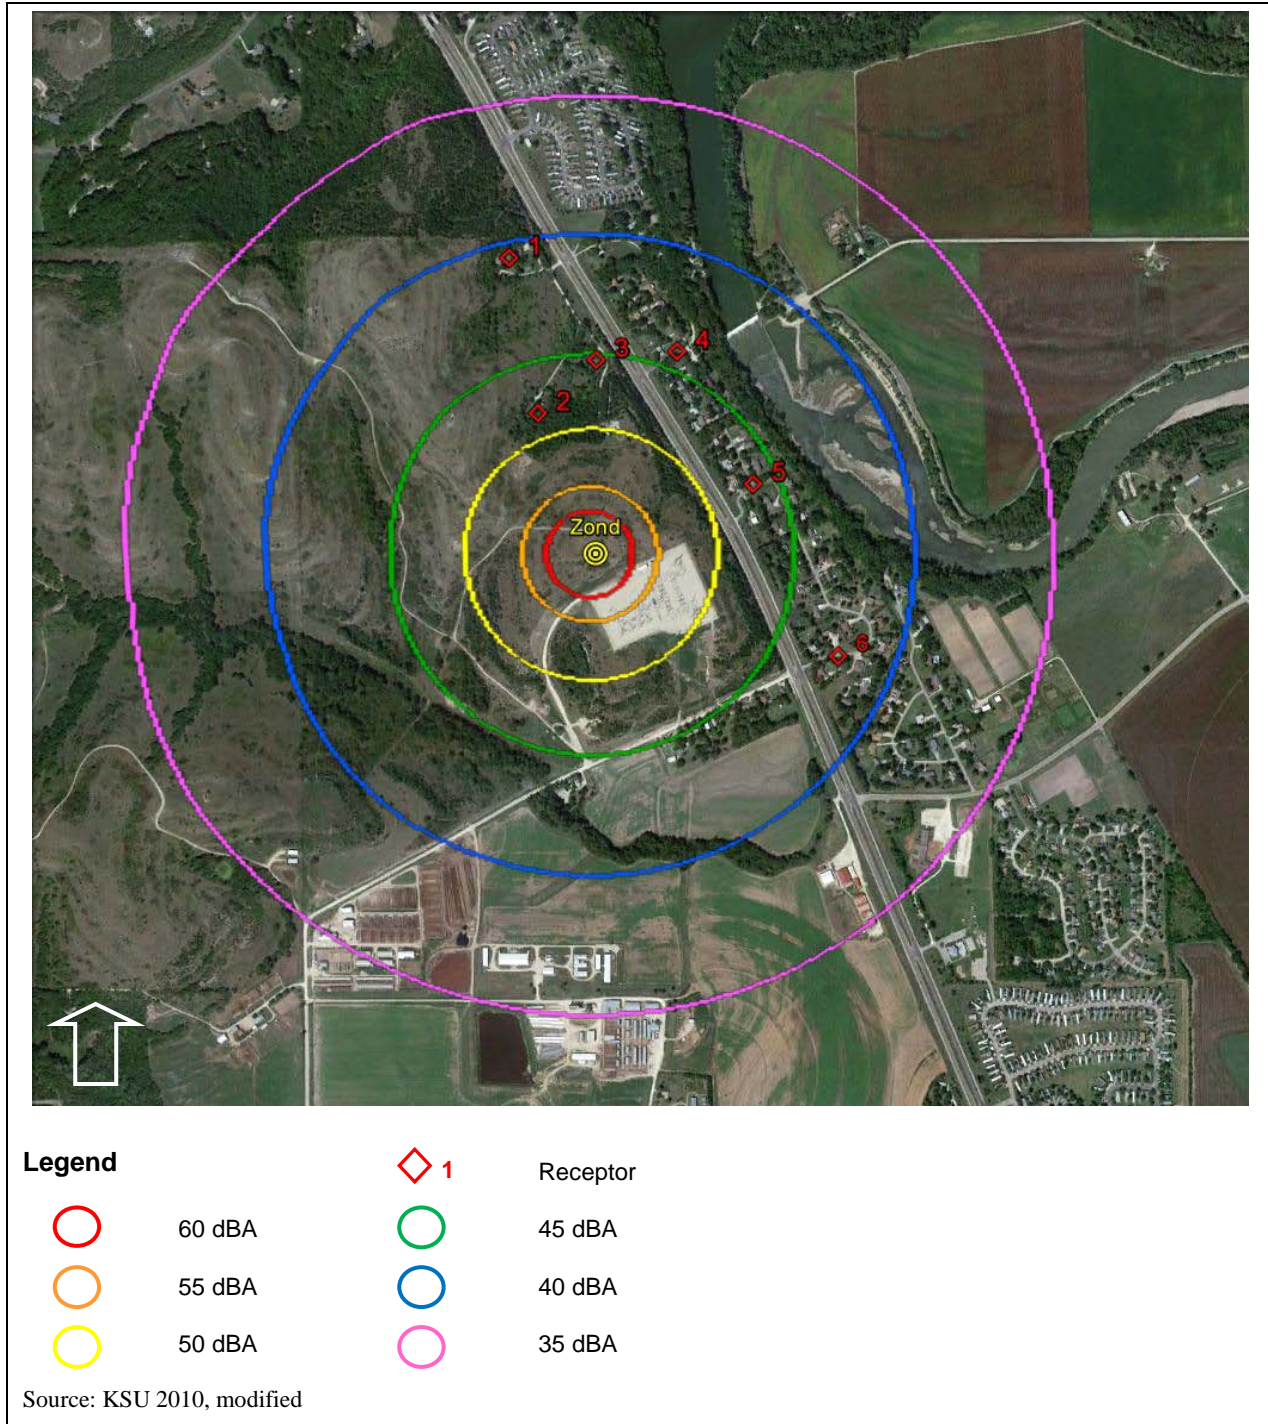 1
3
4
2
5
Zond
6
Legend
1 Receptor
60 dBA 45 dBA
55 dBA 40 dBA
50 dBA 35 dBA
Source: KSU 2010, modified